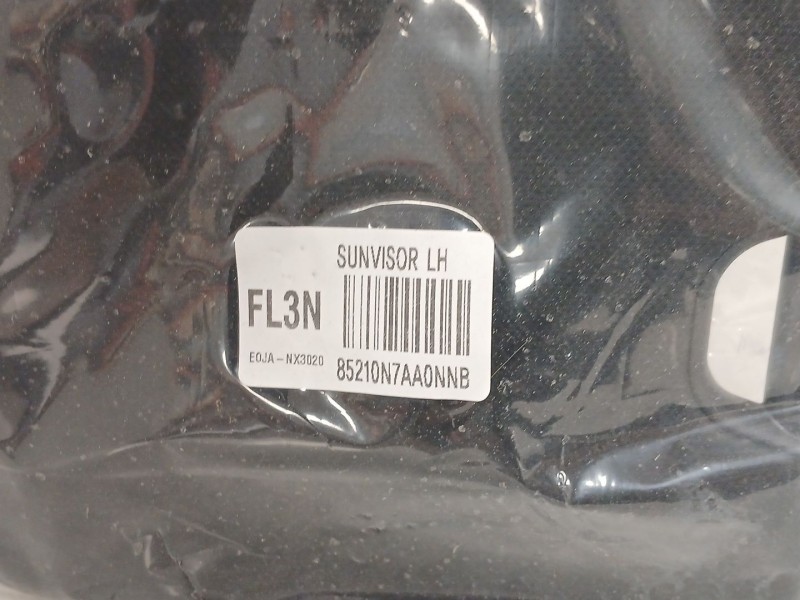 SUNVISOR LH
FL3N
E0JA-NX3020
85210N7AA0NNB